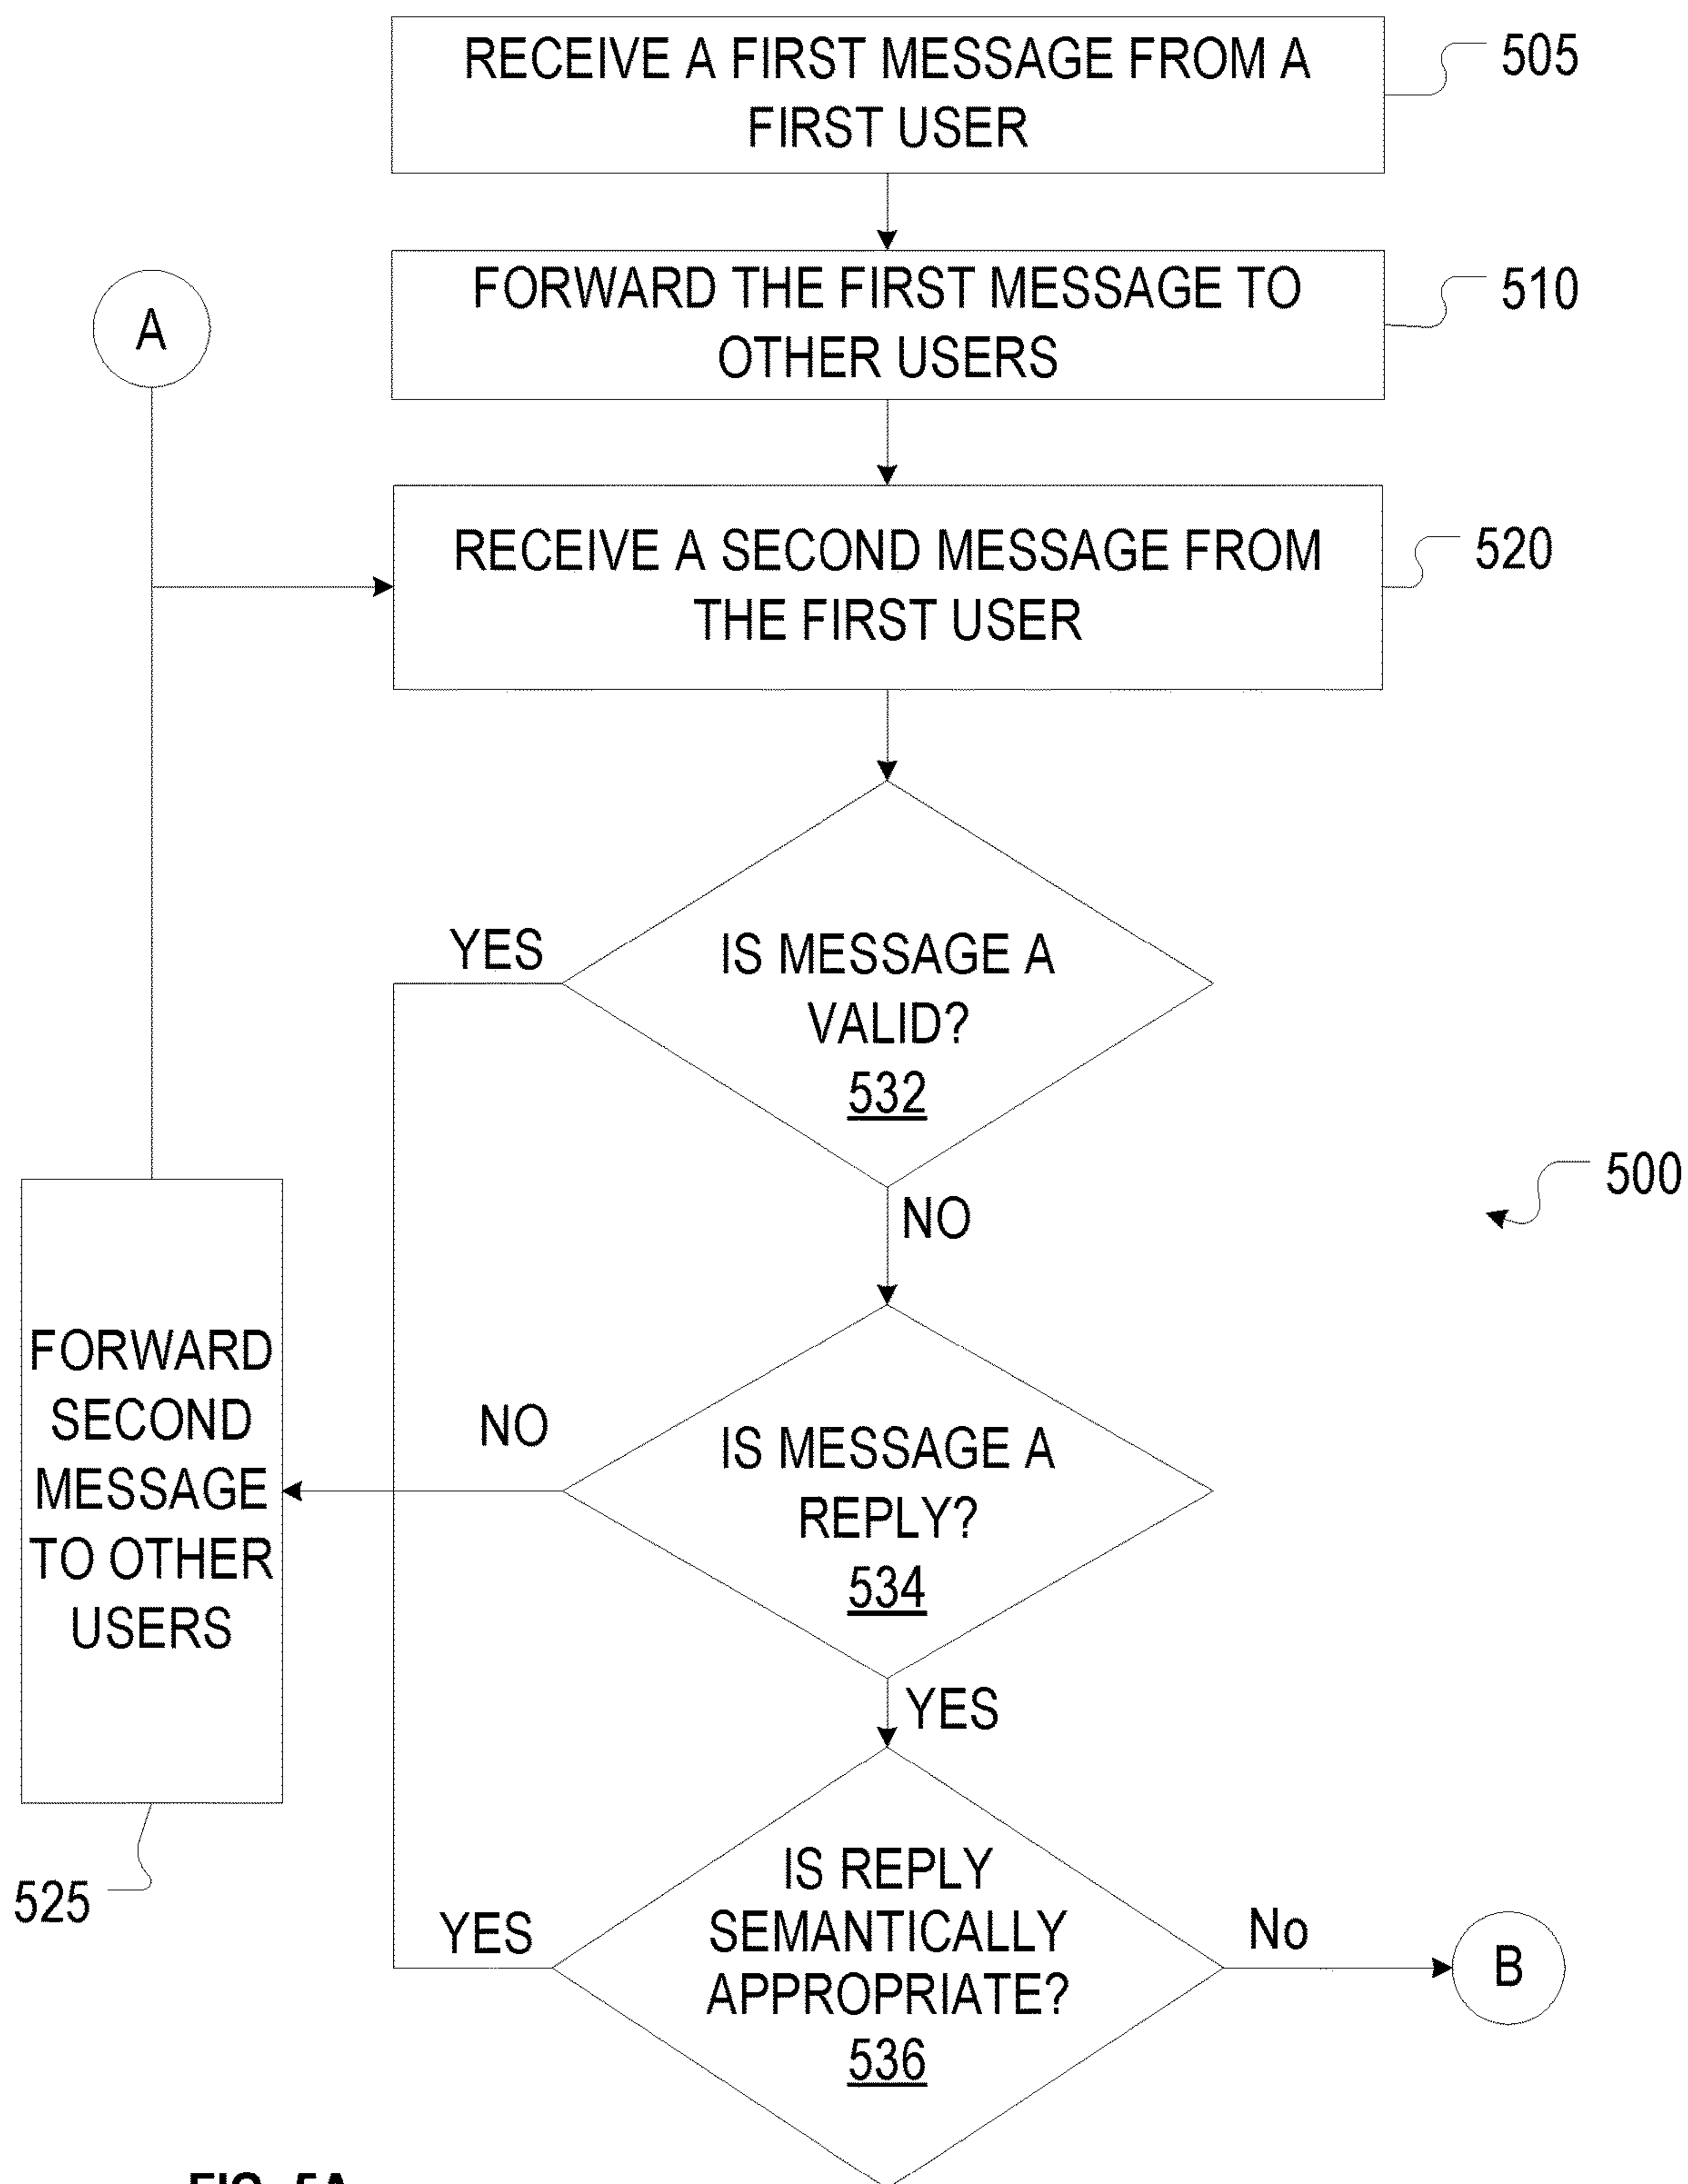 RECEIVE A FIRST MESSAGE FROM A
FIRST USER
505
FORWARD THE FIRST MESSAGE TO
OTHER USERS
510
A
RECEIVE A SECOND MESSAGE FROM
THE FIRST USER
520
YES
IS MESSAGE A
VALID?
532
NO
500
FORWARD
SECOND
MESSAGE
TO OTHER
USERS
525
NO
IS MESSAGE A
REPLY?
534
YES
YES
IS REPLY
SEMANTICALLY
APPROPRIATE?
536
No
B
FIG. 5A